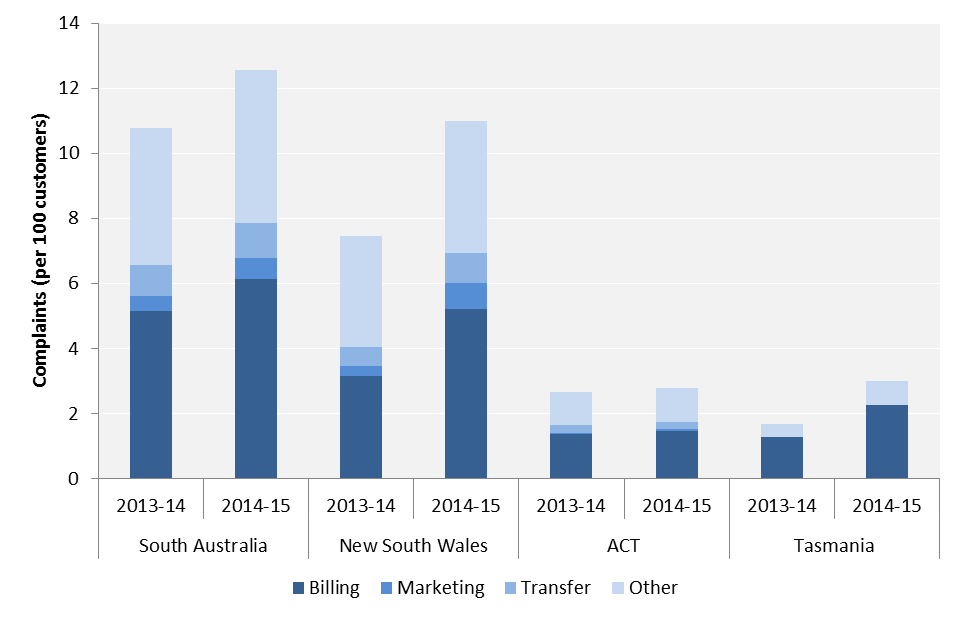 Complaints (per 100 customers)
14
12
10
8
6
4
2
0
2013-14 2014-15 2013-14 2014-15 2013-14 2014-15 2013-14 2014-15
South Australia New South Wales ACT Tasmania
Billing Marketing Transfer Other